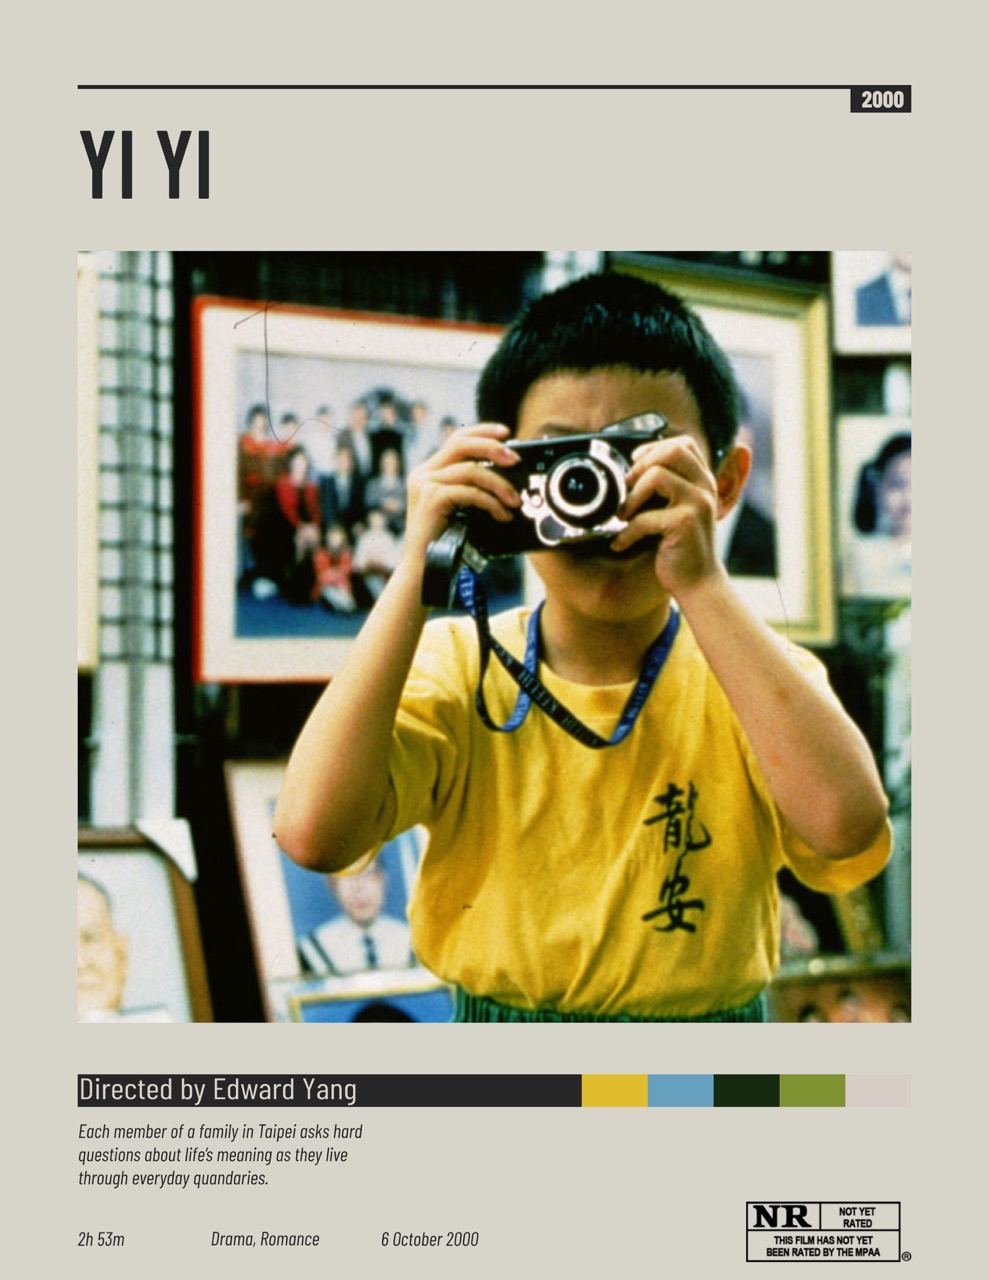 2000
YI YI
龍
安
Directed by Edward Yang
Each member of a family in Taipei asks hard
questions about life's meaning as they live
through everyday quandaries.
2h 53m
Drama, Romance
6 October 2000
NR
NOT YET
RATED
THIS FILM HAS NOT YET
BEEN RATED BY THE MPAA
®